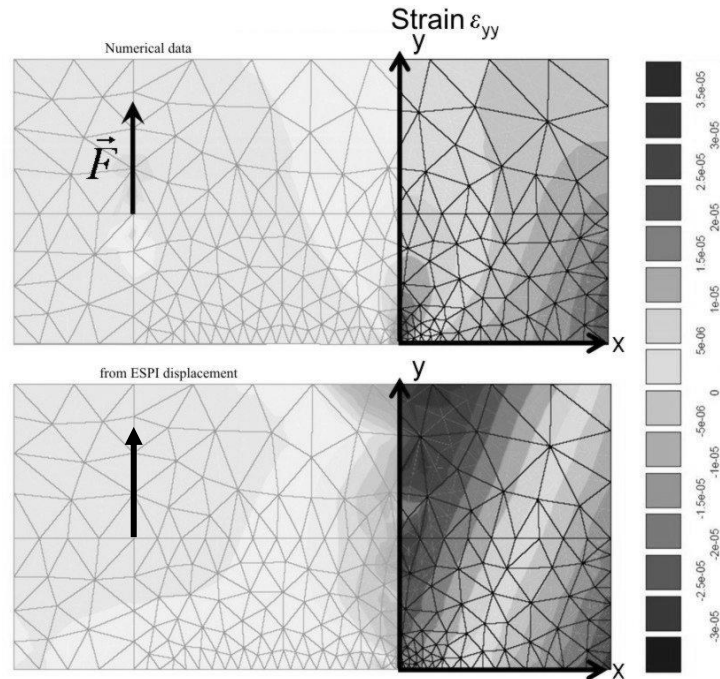 Strain εyy
Numerical data
y
F
x
from ESPI displacement
y
x
3.5e-05
3e-05
2.5e-05
2e-05
1.5e-05
1e-05
5e-06
0
-5e-06
-1e-05
-1.5e-05
-2e-05
-2.5e-05
-3e-05